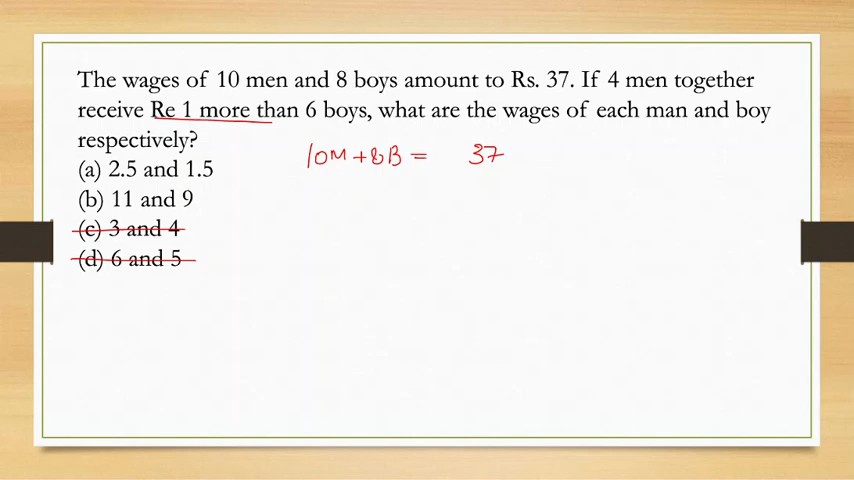 The wages of 10 men and 8 boys amount to Rs. 37. If 4 men together
receive Re 1 more than 6 boys, what are the wages of each man and boy
respectively?
10M + 8B = 37
(a) 2.5 and 1.5
(b) 11 and 9
(c) 3 and 4
(d) 6 and 5